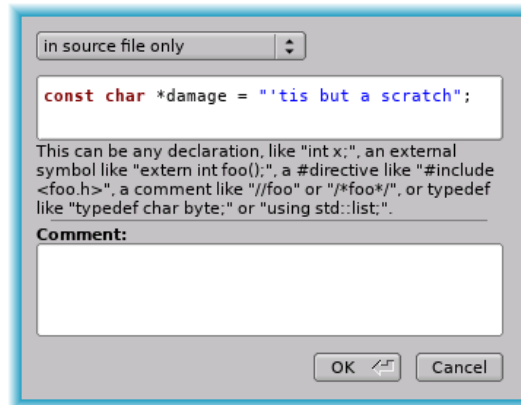 in source file only
const char *damage = "'tis but a scratch";
This can be any declaration, like "int x;", an external
symbol like "extern int foo();", a #directive like "#include
<foo.h>", a comment like "//foo" or "/*foo*/", or typedef
like "typedef char byte;" or "using std::list;".
Comment:
OK
Cancel